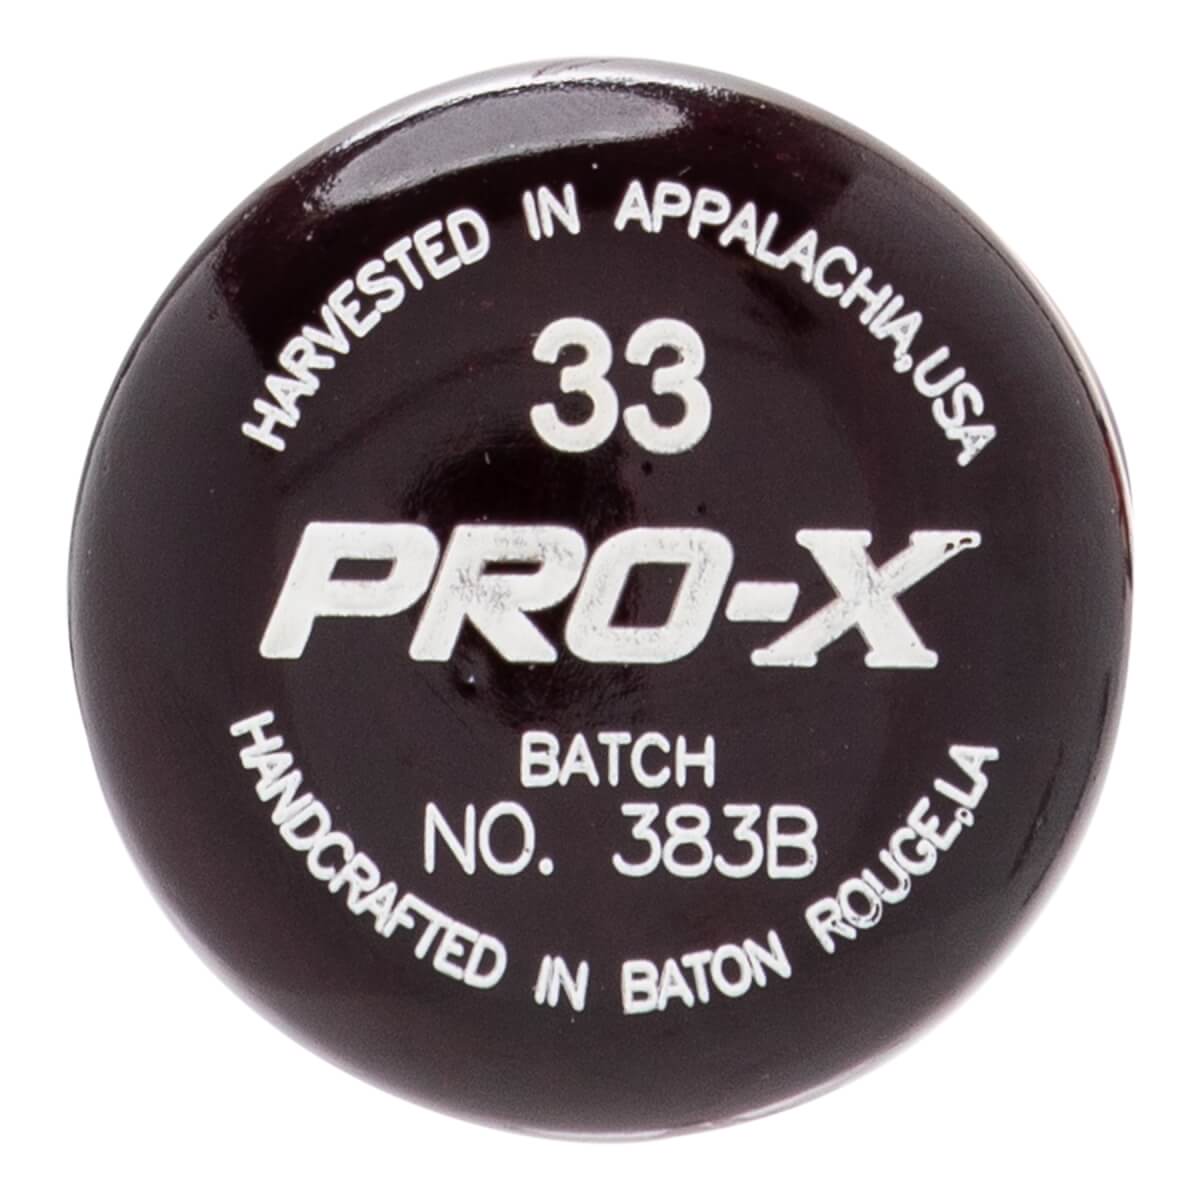 HARVESTED IN APPALACHIA, USA
33
PRO-X
BATCH
NO. 383B
HANDCRAFTED IN BATON ROUGE, LA